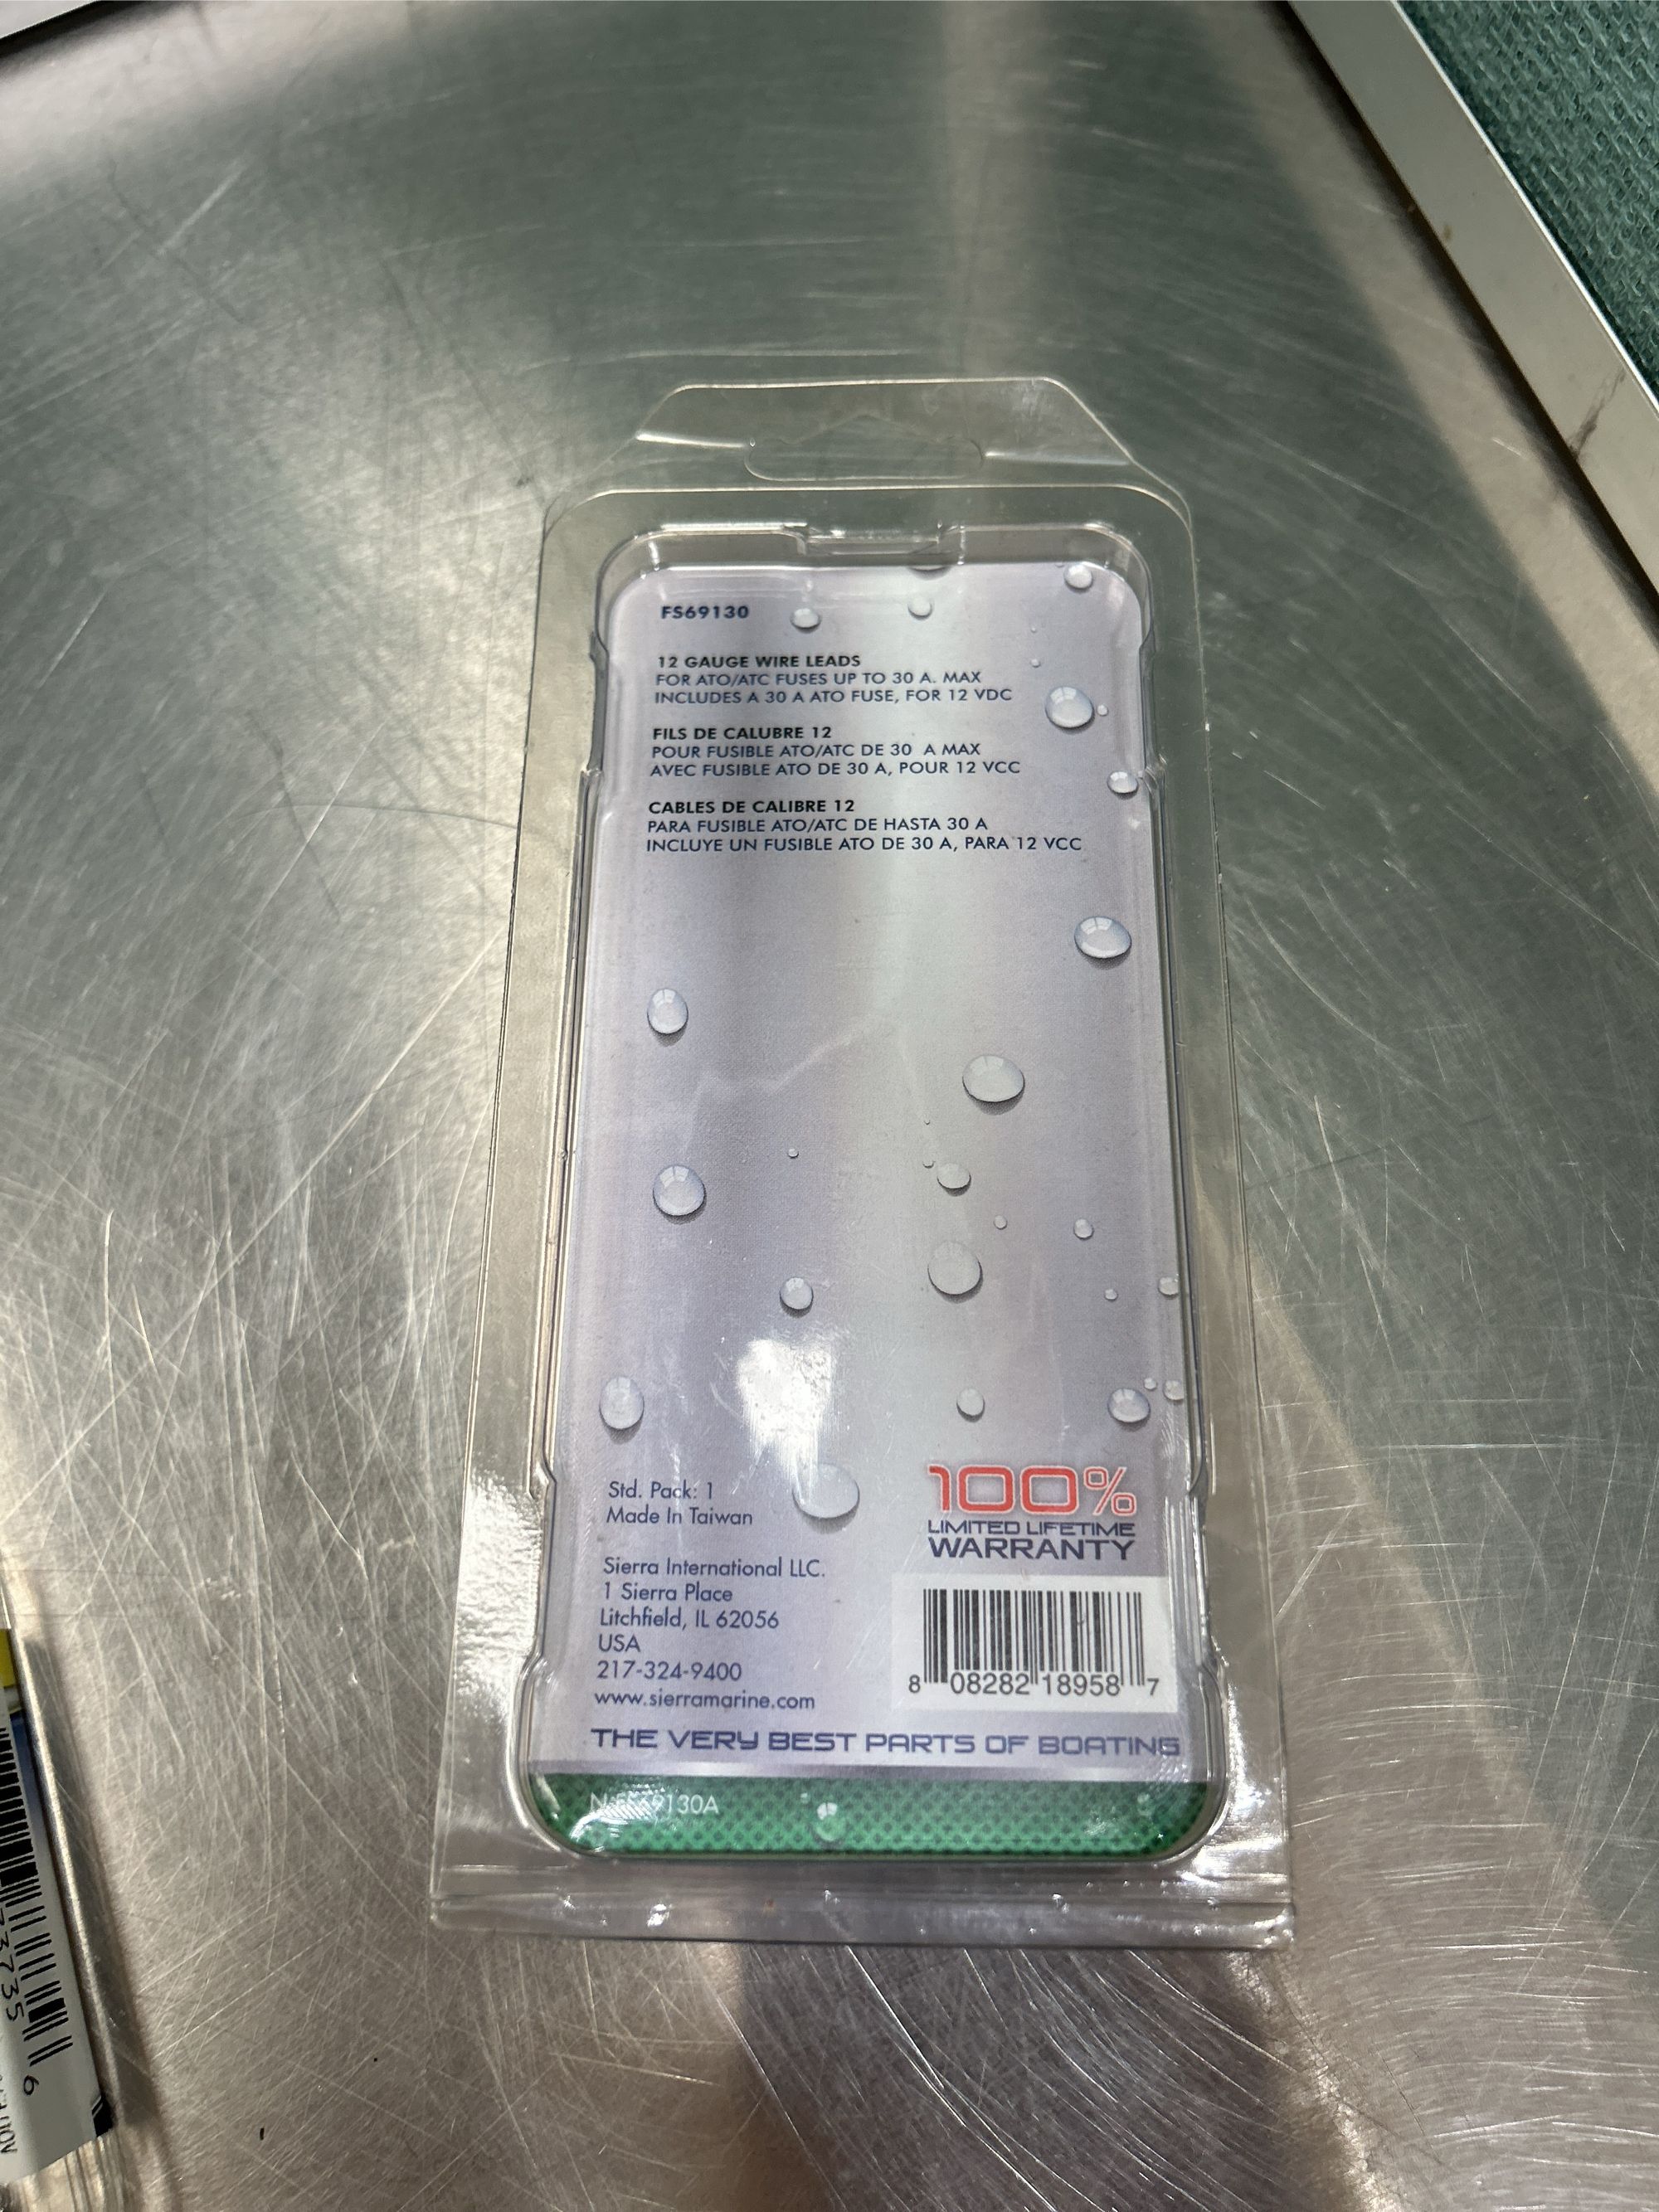 FS69130
12 GAUGE WIRE LEADS
FOR ATO/ATC FUSES UP TO 30 A. MAX
INCLUDES A 30 A ATO FUSE, FOR 12 VDC
FILS DE CALUBRE 12
POUR FUSIBLE ATO/ATC DE 30 A MAX
AVEC FUSIBLE ATO DE 30 A, POUR 12 VCC
CABLES DE CALIBRE 12
PARA FUSIBLE ATO/ATC DE HASTA 30 A
INCLUYE UN FUSIBLE ATO DE 30 A, PARA 12 VCC
Std. Pack: 1
Made In Taiwan
Sierra International LLC.
1 Sierra Place
Litchfield, IL 62056
USA
217-324-9400
www.sierramarine.com
100%
LIMITED LIFETIME
WARRANTY
8 08282 18958 7
THE VERY BEST PARTS OF BOATING